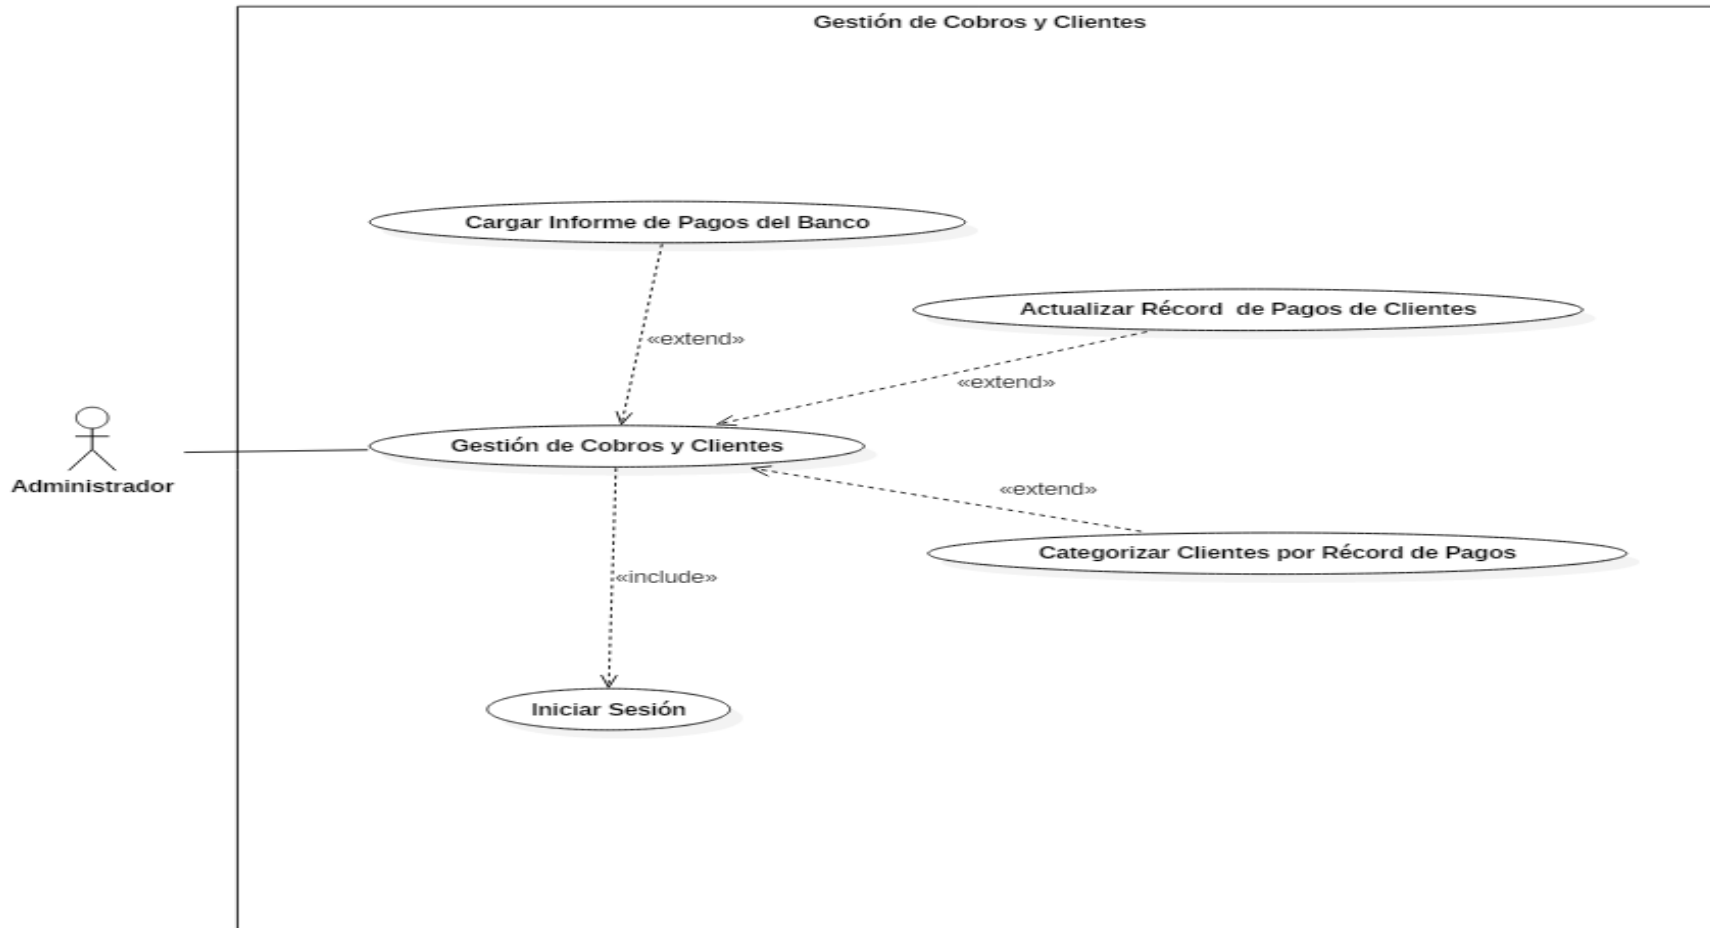 Gestión de Cobros y Clientes
Cargar Informe de Pagos del Banco
Actualizar Récord  de Pagos de Clientes
«extend»
«extend»
Gestión de Cobros y Clientes
Administrador
«extend»
Categorizar Clientes por Récord de Pagos
«include»
Iniciar Sesión